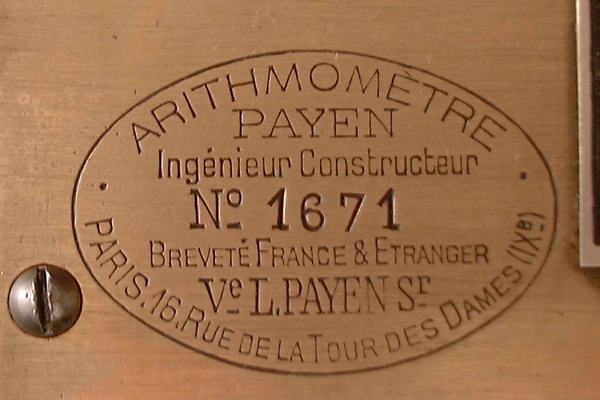 ARITHMOMÈTRE
PAYEN
Ingénieur Constructeur
Nº 1671
BREVETÉ FRANCE & ETRANGER
Ve L. PAYEN Sr
PARIS. 16. RUE DE LA TOUR DES DAMES (IXe)